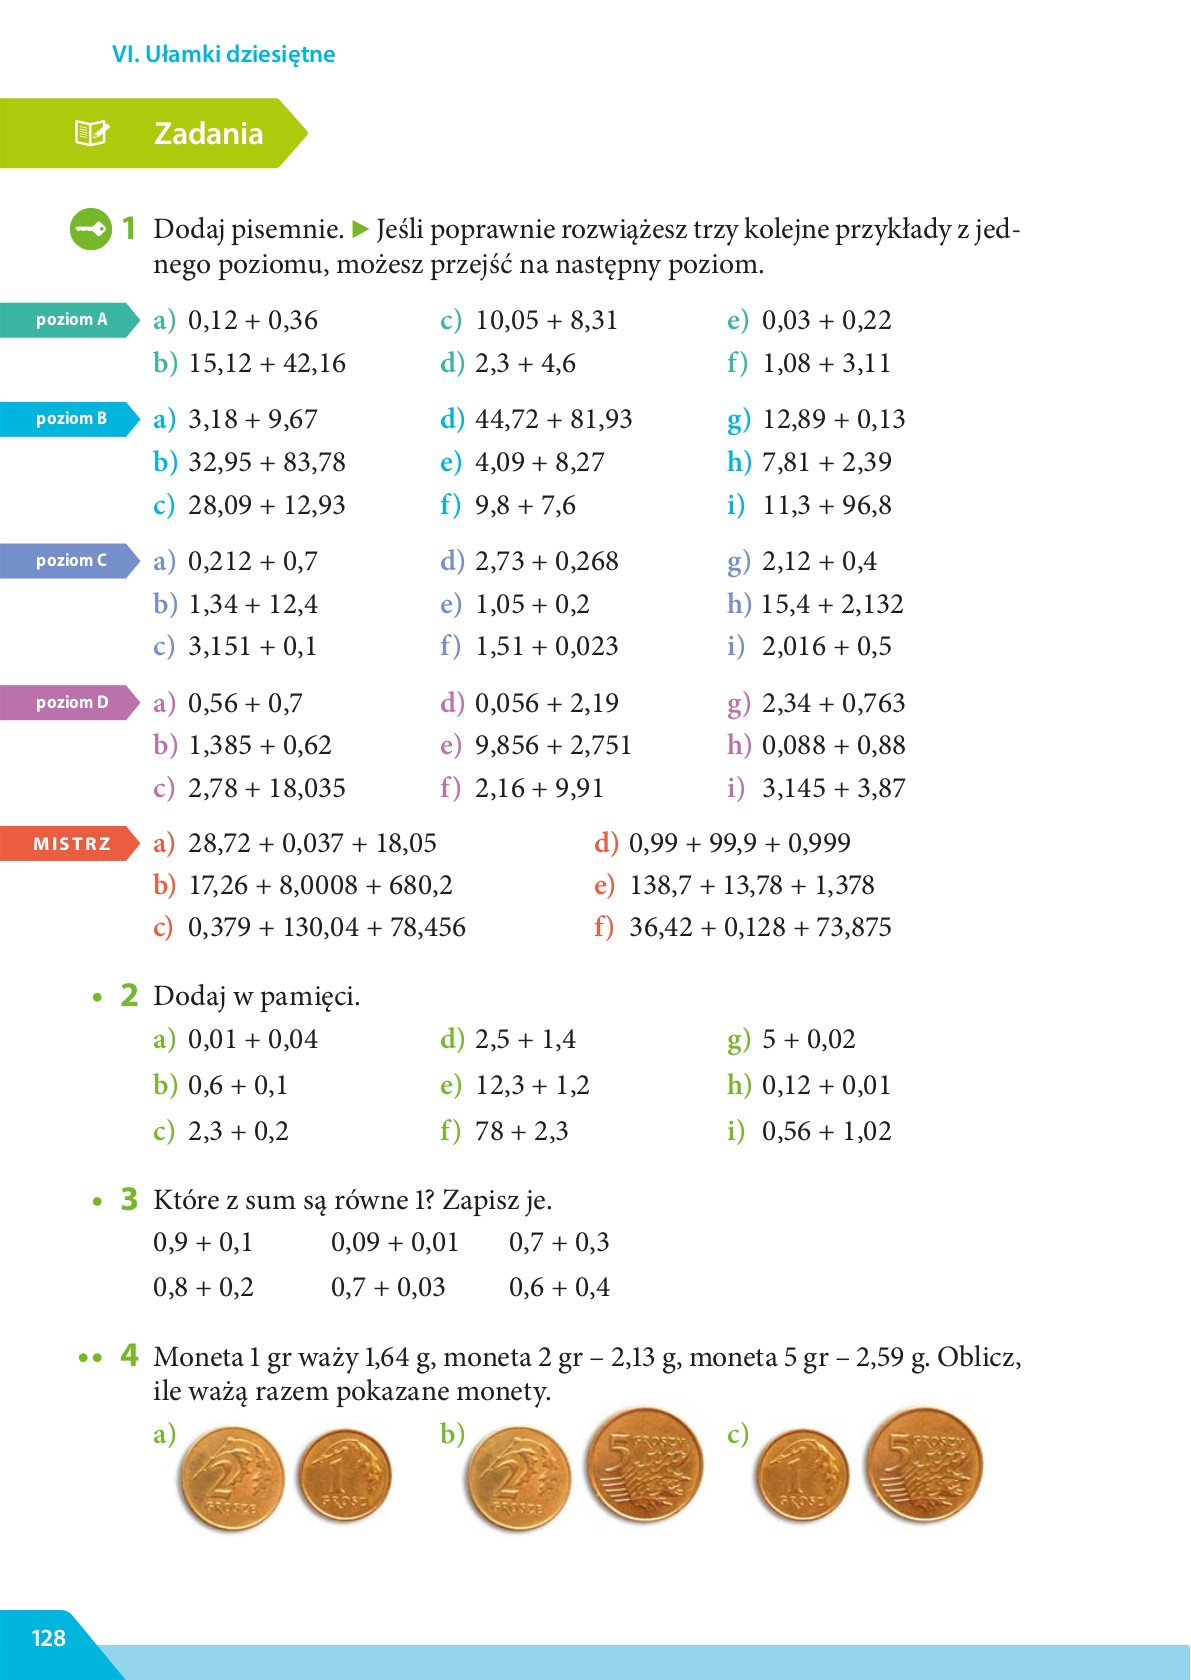 VI. Ułamki dziesiętne
Zadania
1 Dodaj pisemnie. ► Jeśli poprawnie rozwiążesz trzy kolejne przykłady z jed-
nego poziomu, możesz przejść na następny poziom.
poziom A a) 0,12 + 0,36 c) 10,05 + 8,31 e) 0,03 + 0,22
b) 15,12 + 42,16 d) 2,3 + 4,6 f) 1,08 + 3,11
poziom B a) 3,18 + 9,67 d) 44,72 + 81,93 g) 12,89 + 0,13
b) 32,95 + 83,78 e) 4,09 + 8,27 h) 7,81 + 2,39
c) 28,09 + 12,93 f) 9,8 + 7,6 i) 11,3 + 96,8
poziom C a) 0,212 + 0,7 d) 2,73 + 0,268 g) 2,12 + 0,4
b) 1,34 + 12,4 e) 1,05 + 0,2 h) 15,4 + 2,132
c) 3,151 + 0,1 f) 1,51 + 0,023 i) 2,016 + 0,5
poziom D a) 0,56 + 0,7 d) 0,056 + 2,19 g) 2,34 + 0,763
b) 1,385 + 0,62 e) 9,856 + 2,751 h) 0,088 + 0,88
c) 2,78 + 18,035 f) 2,16 + 9,91 i) 3,145 + 3,87
MISTRZ a) 28,72 + 0,037 + 18,05 d) 0,99 + 99,9 + 0,999
b) 17,26 + 8,0008 + 680,2 e) 138,7 + 13,78 + 1,378
c) 0,379 + 130,04 + 78,456 f) 36,42 + 0,128 + 73,875
• 2 Dodaj w pamięci.
a) 0,01 + 0,04 d) 2,5 + 1,4 g) 5 + 0,02
b) 0,6 + 0,1 e) 12,3 + 1,2 h) 0,12 + 0,01
c) 2,3 + 0,2 f) 78 + 2,3 i) 0,56 + 1,02
• 3 Które z sum są równe 1? Zapisz je.
0,9 + 0,1 0,09 + 0,01 0,7 + 0,3
0,8 + 0,2 0,7 + 0,03 0,6 + 0,4
•• 4 Moneta 1 gr waży 1,64 g, moneta 2 gr – 2,13 g, moneta 5 gr – 2,59 g. Oblicz,
ile ważą razem pokazane monety.
a) b) c)
2 GROSZE 1 GROSZ 2 GROSZE 5 GROSZY 1 GROSZ 5 GROSZY
128